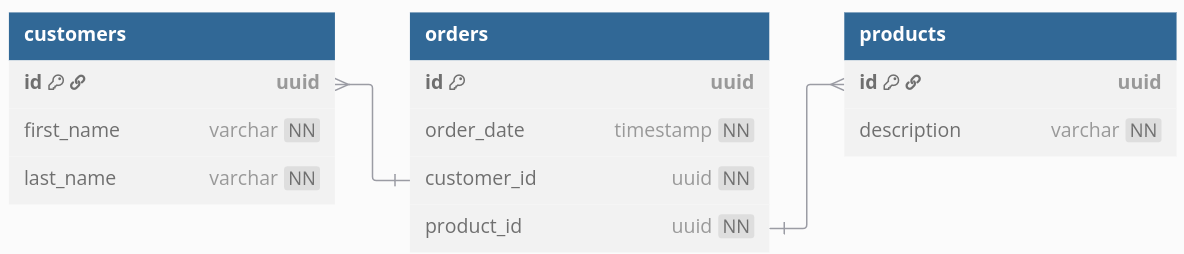 customers
id uuid
first_name varchar NN
last_name varchar NN
orders
id uuid
order_date timestamp NN
customer_id uuid NN
product_id uuid NN
products
id uuid
description varchar NN